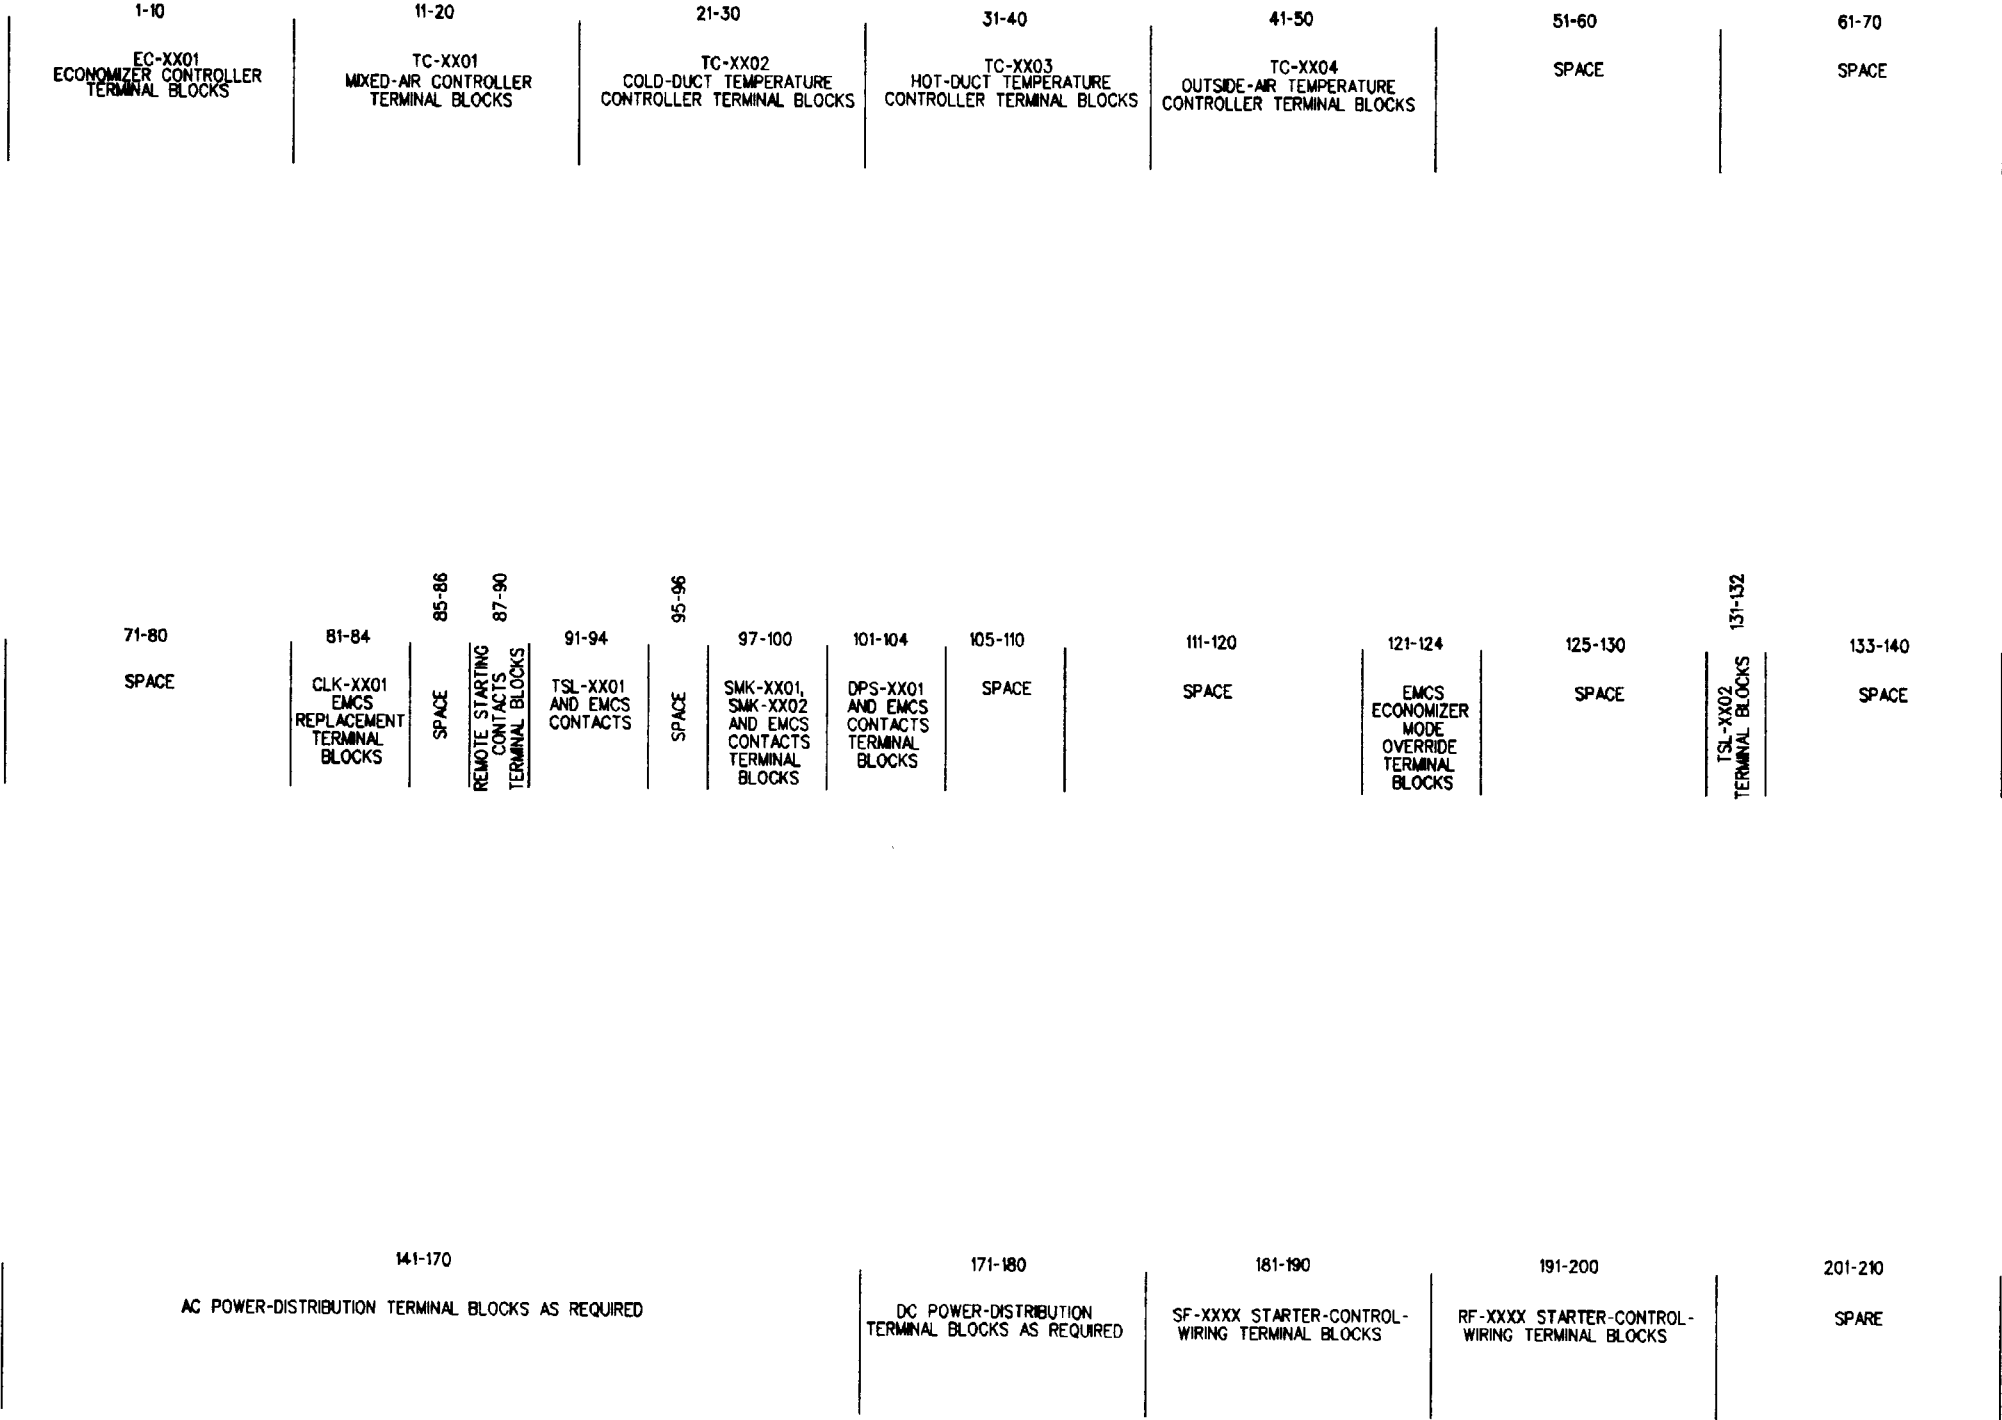 1-10
EC-XX01
ECONOMIZER CONTROLLER
TERMINAL BLOCKS
11-20
TC-XX01
MIXED-AIR CONTROLLER
TERMINAL BLOCKS
21-30
TC-XX02
COLD-DUCT TEMPERATURE
CONTROLLER TERMINAL BLOCKS
31-40
TC-XX03
HOT-DUCT TEMPERATURE
CONTROLLER TERMINAL BLOCKS
41-50
TC-XX04
OUTSIDE-AIR TEMPERATURE
CONTROLLER TERMINAL BLOCKS
51-60
SPACE
61-70
SPACE
71-80
SPACE
81-84
CLK-XX01
EMCS
REPLACEMENT
TERMINAL
BLOCKS
85-86
SPACE
87-90
REMOTE STARTING
CONTACTS
TERMINAL BLOCKS
91-94
TSL-XX01
AND EMCS
CONTACTS
95-96
SPACE
97-100
SMK-XX01,
SMK-XX02
AND EMCS
CONTACTS
TERMINAL
BLOCKS
101-104
DPS-XX01
AND EMCS
CONTACTS
TERMINAL
BLOCKS
105-110
SPACE
111-120
SPACE
121-124
EMCS
ECONOMIZER
MODE
OVERRIDE
TERMINAL
BLOCKS
125-130
SPACE
131-132
TSL-XX02
TERMINAL BLOCKS
133-140
SPACE
141-170
AC POWER-DISTRIBUTION TERMINAL BLOCKS AS REQUIRED
171-180
DC POWER-DISTRIBUTION
TERMINAL BLOCKS AS REQUIRED
181-190
SF-XXXX STARTER-CONTROL-
WIRING TERMINAL BLOCKS
191-200
RF-XXXX STARTER-CONTROL-
WIRING TERMINAL BLOCKS
201-210
SPARE